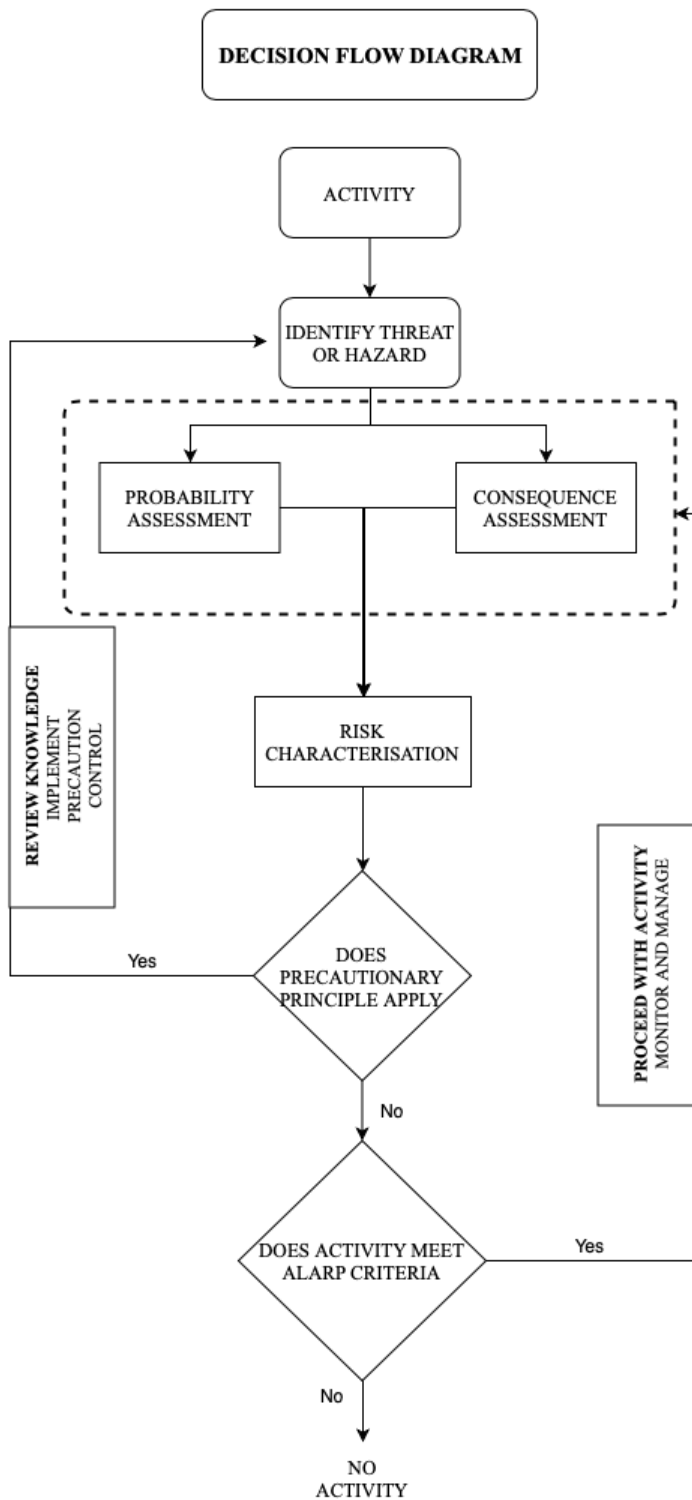 DECISION FLOW DIAGRAM
ACTIVITY
IDENTIFY THREAT
OR HAZARD
PROBABILITY
ASSESSMENT
CONSEQUENCE
ASSESSMENT
REVIEW KNOWLEDGE
IMPLEMENT
PRECAUTION
CONTROL
RISK
CHARACTERISATION
PROCEED WITH ACTIVITY
MONITOR AND MANAGE
Yes
DOES
PRECAUTIONARY
PRINCIPLE APPLY
No
DOES ACTIVITY MEET
ALARP CRITERIA
Yes
No
NO
ACTIVITY